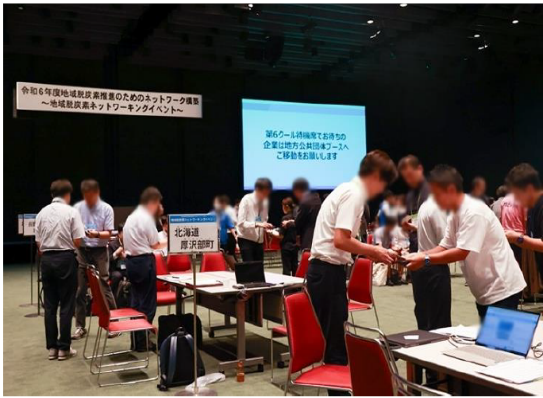 令和6年度地域脱炭素推進のためのネットワーク構築
~地域脱炭素ネットワーキングイベント~
第6クール待機席でお待ちの
企業は地方公共団体ブースへ
ご移動をお願いします
北海道
厚沢部町